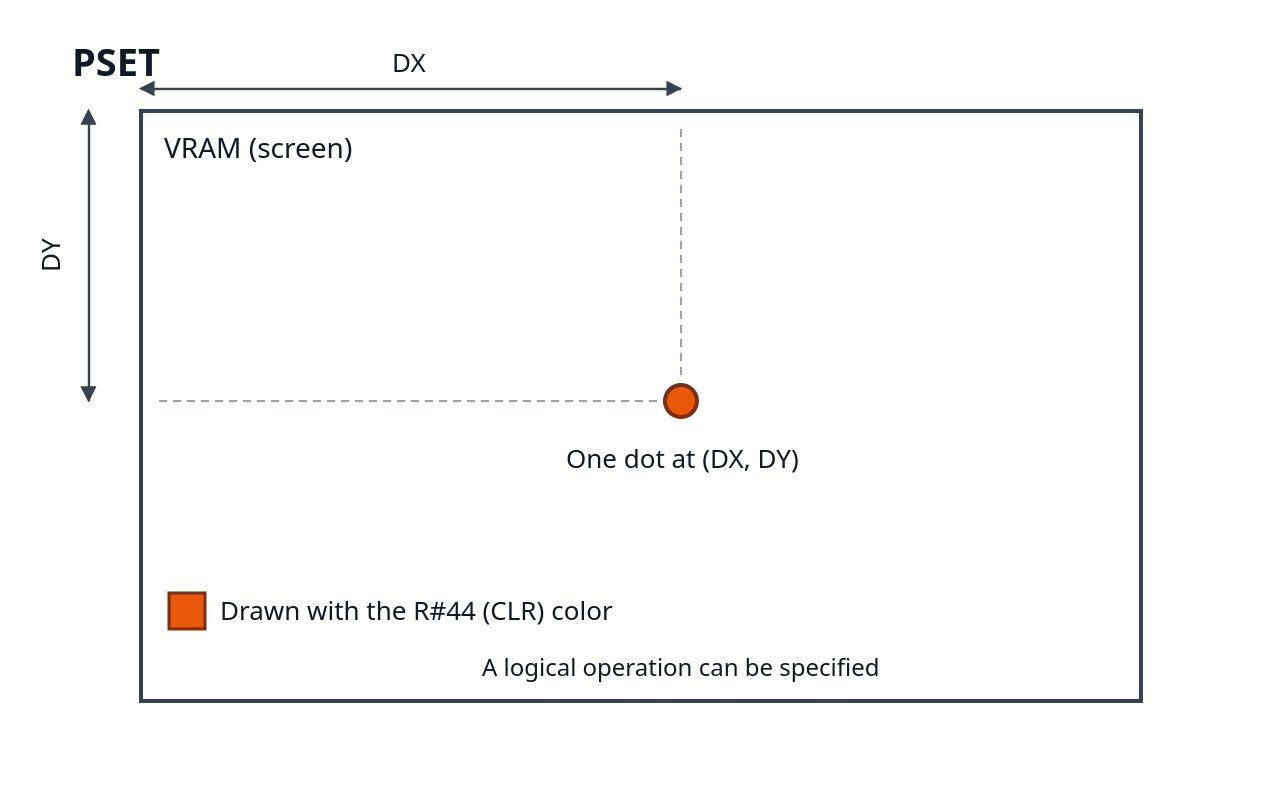 PSET
DX
VRAM (screen)
DY
One dot at (DX, DY)
Drawn with the R#44 (CLR) color
A logical operation can be specified